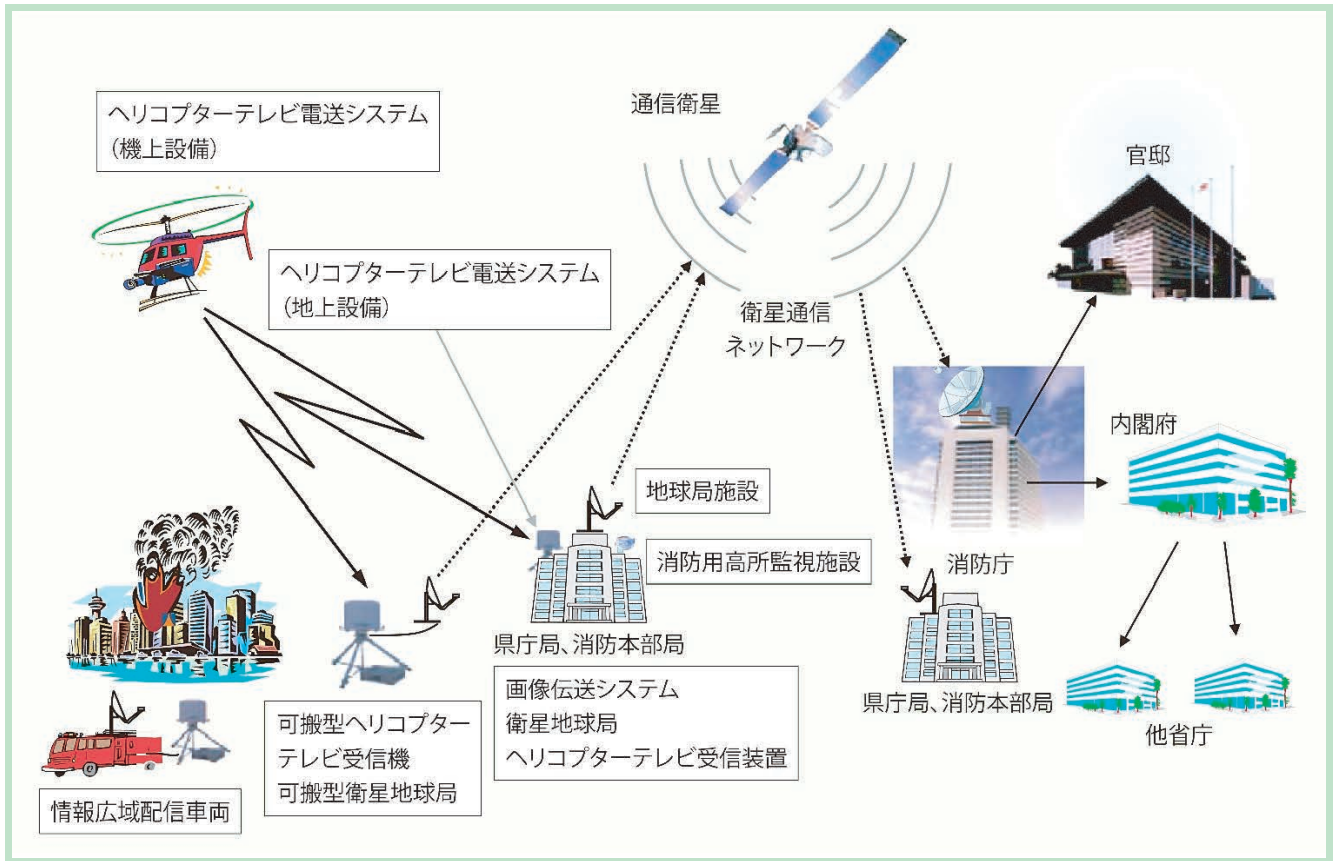 ヘリコプターテレビ電送システム
（機上設備）
通信衛星
官邸
ヘリコプターテレビ電送システム
（地上設備）
衛星通信
ネットワーク
内閣府
地球局施設
消防用高所監視施設
消防庁
県庁局、消防本部局
画像伝送システム
衛星地球局
ヘリコプターテレビ受信装置
県庁局、消防本部局
他省庁
可搬型ヘリコプター
テレビ受信機
可搬型衛星地球局
情報広域配信車両